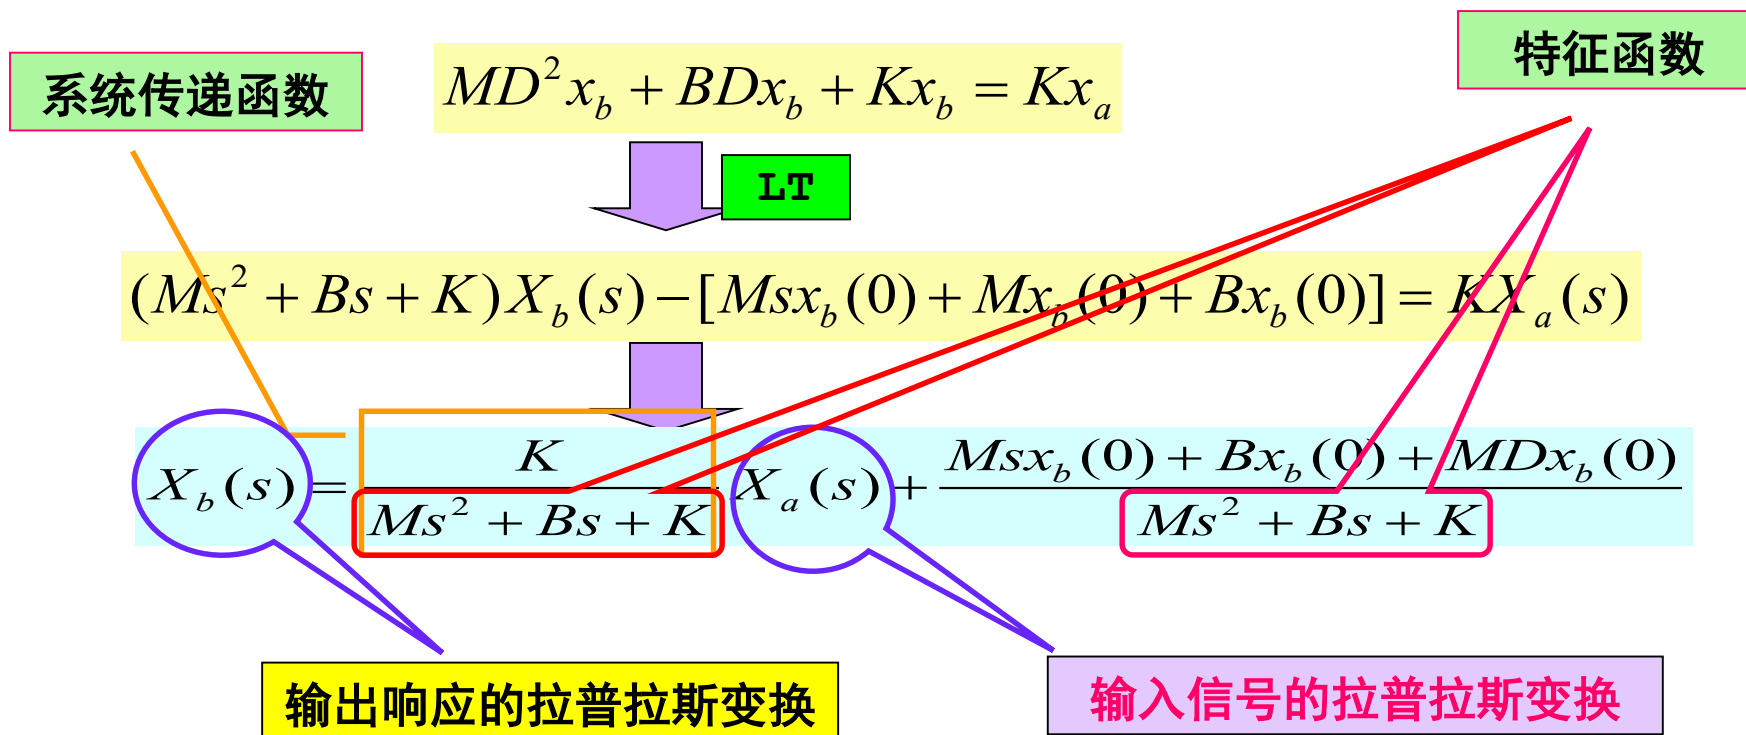 特征函数
系统传递函数
MD²x_b + BDx_b + Kx_b = Kx_a
LT
(Ms² + Bs + K)X_b(s) − [Msx_b(0) + Mx_b(0) + Bx_b(0)] = KX_a(s)
X_b(s) = \frac{K}{Ms² + Bs + K} X_a(s) + \frac{Msx_b(0) + Bx_b(0) + MDx_b(0)}{Ms² + Bs + K}
输出响应的拉普拉斯变换
输入信号的拉普拉斯变换